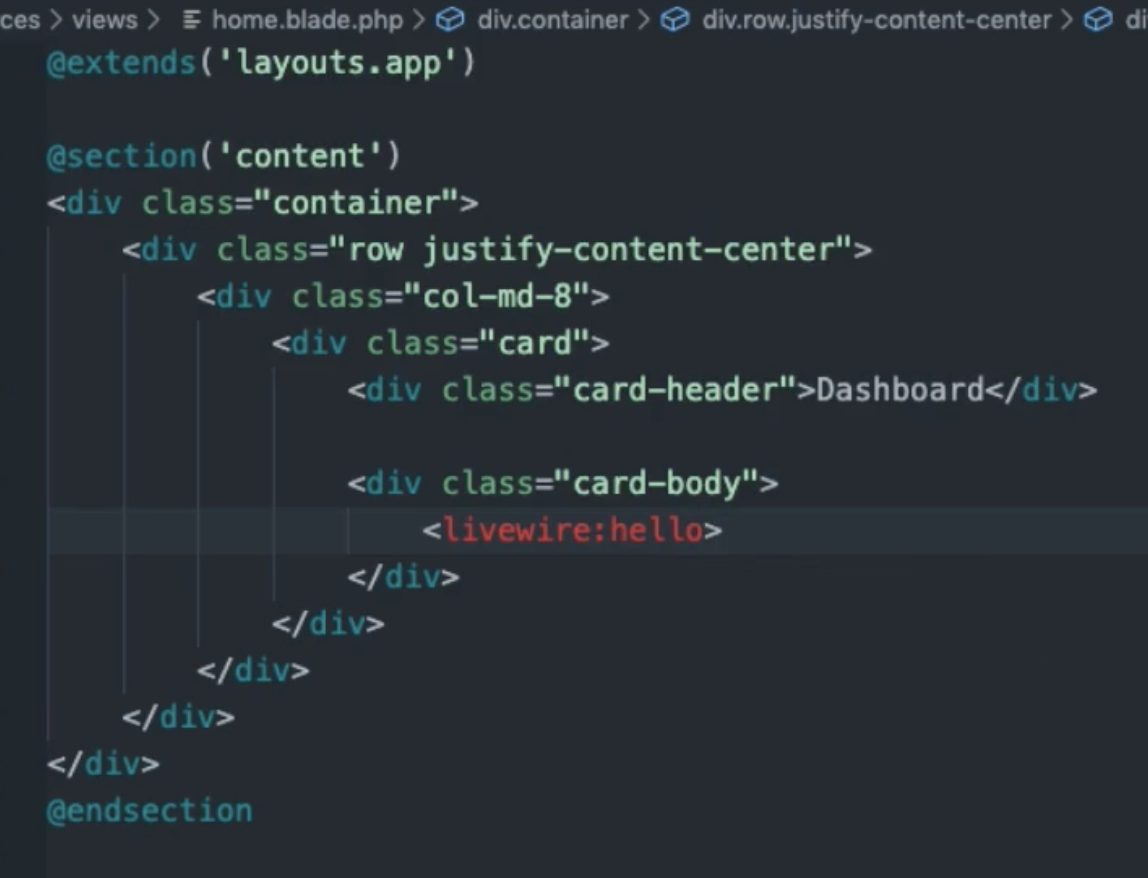 ces > views > home.blade.php > div.container > div.row.justify-content-center > di
@extends('layouts.app')
@section('content')
<div class="container">
<div class="row justify-content-center">
<div class="col-md-8">
<div class="card">
<div class="card-header">Dashboard</div>
<div class="card-body">
<livewire:hello>
</div>
</div>
</div>
</div>
</div>
@endsection